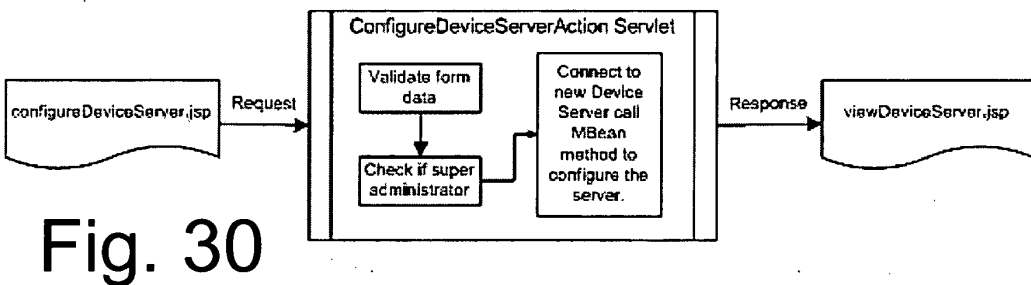 ConfigureDeviceServerAction Servlet
configureDeviceServer.jsp
Request
Validate form
data
Check if super
administrator
Connect to
new Device
Server call
MBean
method to
configure the
server.
Response
viewDeviceServer.jsp
Fig. 30